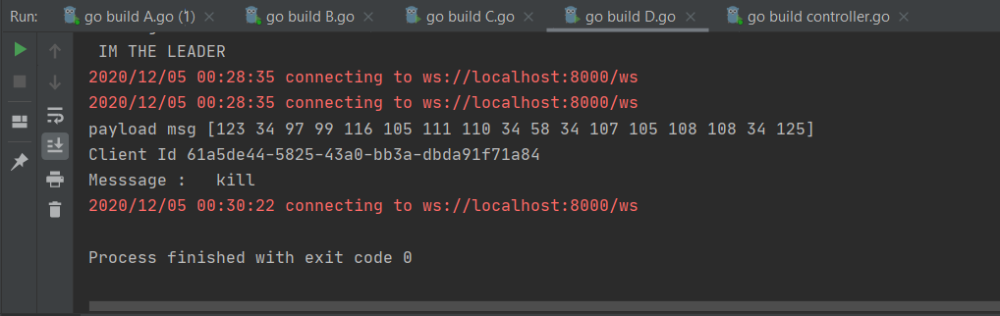 Run: go build A.go (1) × go build B.go × go build C.go × go build D.go × go build controller.go ×
IM THE LEADER
2020/12/05 00:28:35 connecting to ws://localhost:8000/ws
2020/12/05 00:28:35 connecting to ws://localhost:8000/ws
payload msg [123 34 97 99 116 105 111 110 34 58 34 107 105 108 108 34 125]
Client Id 61a5de44-5825-43a0-bb3a-dbda91f71a84
Messsage :   kill
2020/12/05 00:30:22 connecting to ws://localhost:8000/ws
Process finished with exit code 0